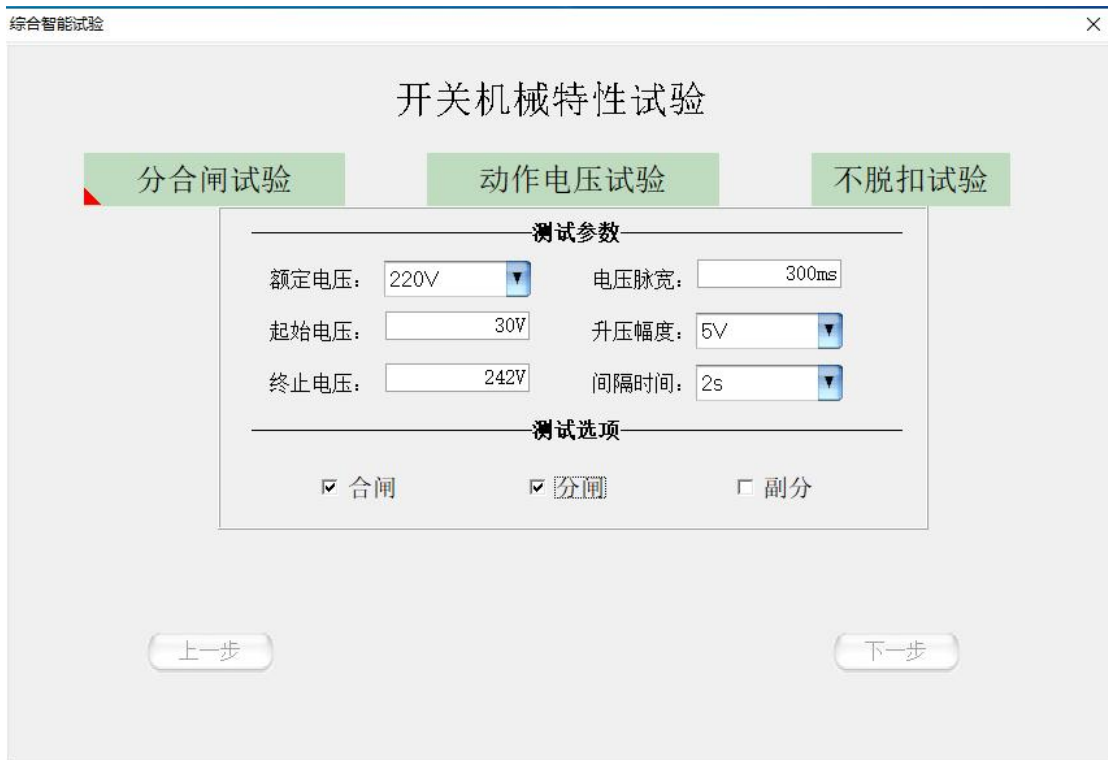 综合智能试验
开关机械特性试验
分合闸试验 动作电压试验 不脱扣试验
测试参数
额定电压： 220V 电压脉宽： 300ms
起始电压： 30V 升压幅度： 5V
终止电压： 242V 间隔时间： 2s
测试选项
合闸 分闸 副分
上一步 下一步